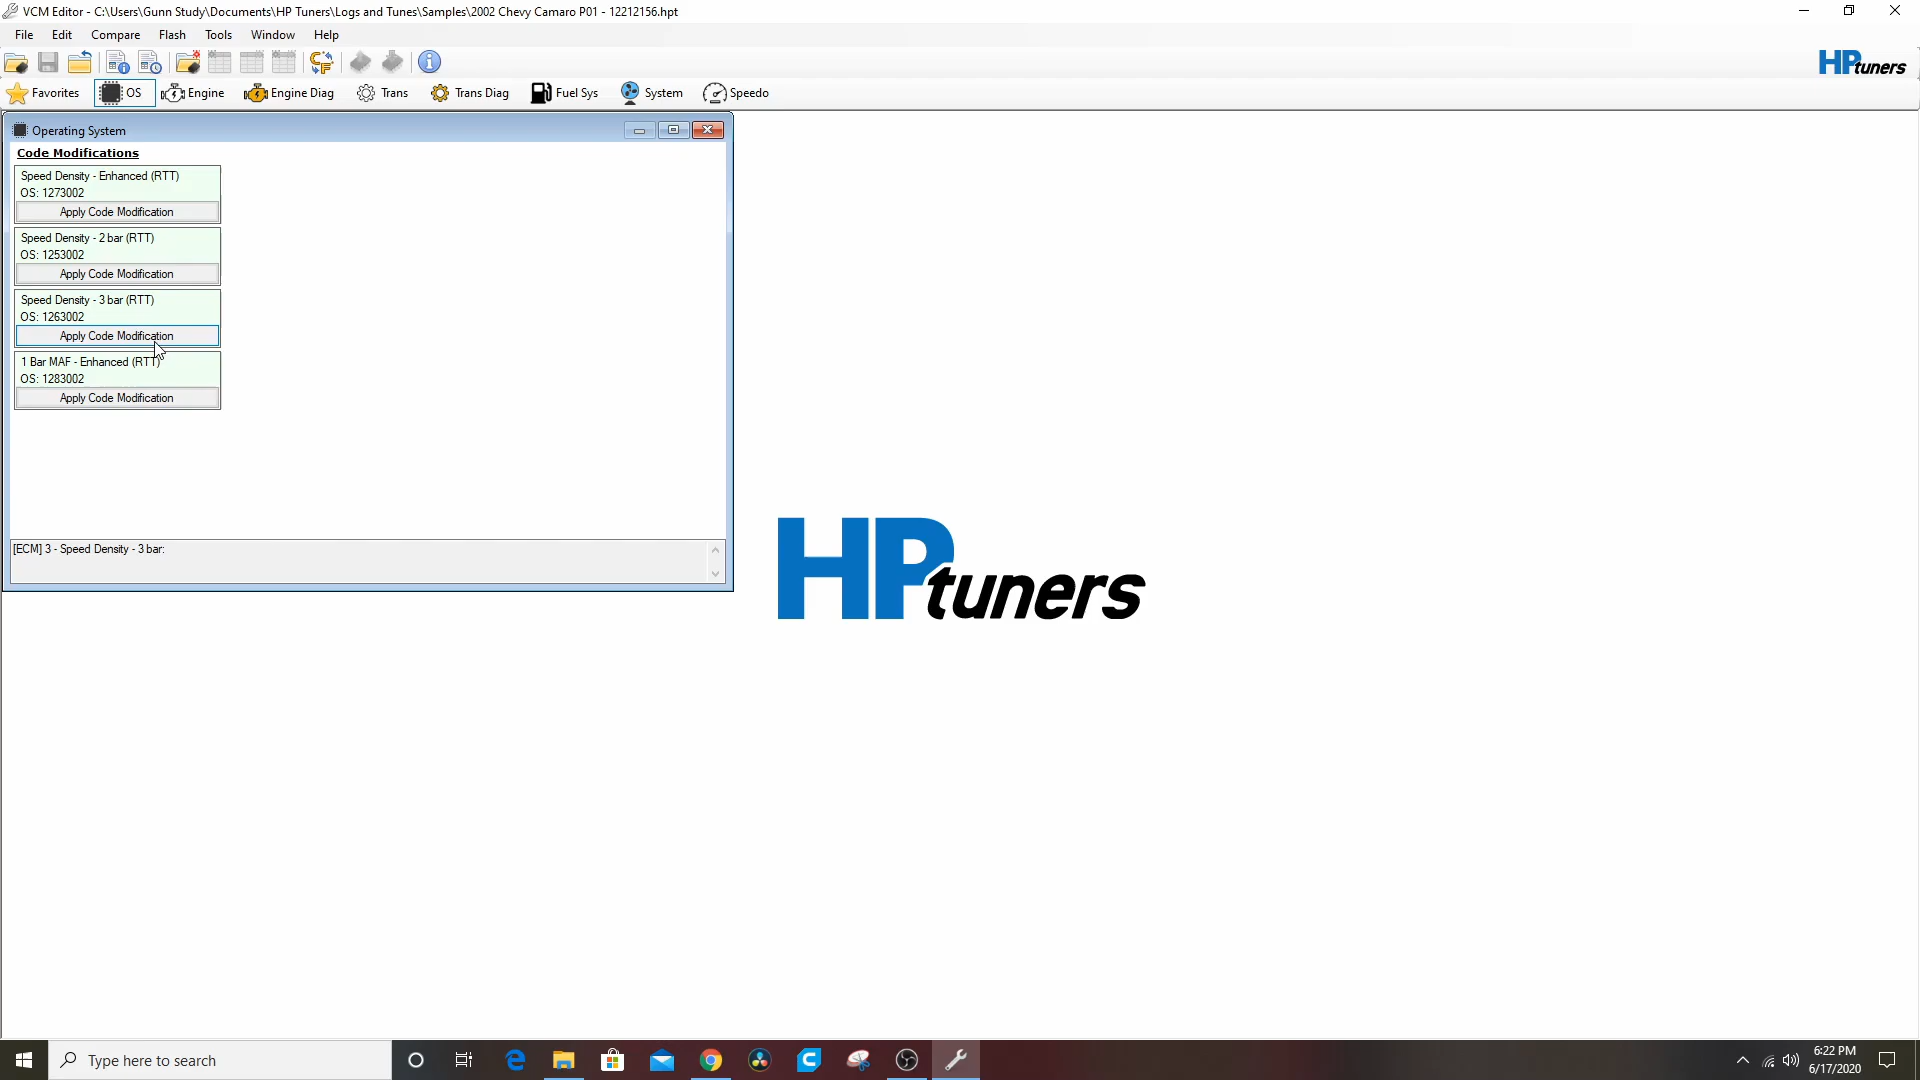 VCM Editor - C:\Users\Gunn Study\Documents\HP Tuners\Logs and Tunes\Samples\2002 Chevy Camaro P01 - 12212156.hpt
File Edit Compare Flash Tools Window Help
HPtuners
Favorites OS Engine Engine Diag Trans Trans Diag Fuel Sys System Speedo
Operating System
Code Modifications
Speed Density - Enhanced (RTT)
OS: 1273002
Apply Code Modification
Speed Density - 2 bar (RTT)
OS: 1253002
Apply Code Modification
Speed Density - 3 bar (RTT)
OS: 1263002
Apply Code Modification
1 Bar MAF - Enhanced (RTT)
OS: 1283002
Apply Code Modification
[ECM] 3 - Speed Density - 3 bar:
HPtuners
Type here to search
6:22 PM
6/17/2020